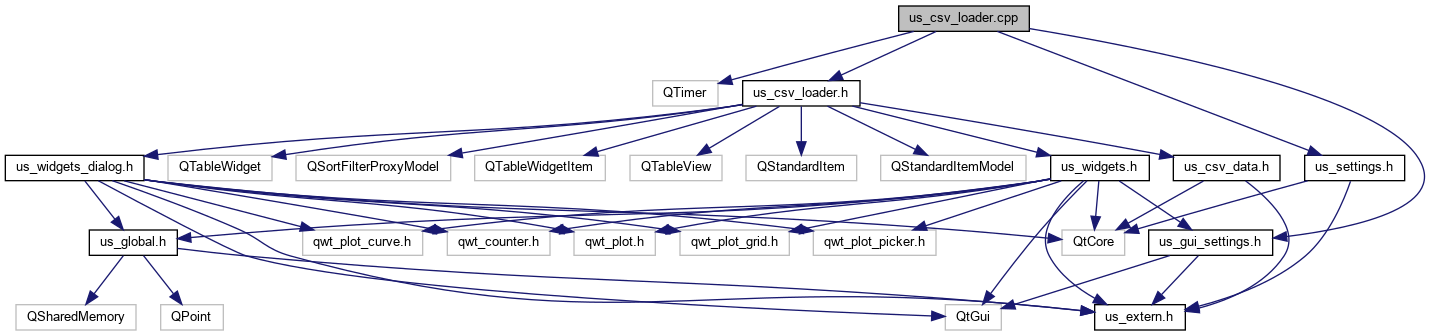 us_csv_loader.cpp
QTimer
us_csv_loader.h
us_widgets_dialog.h
QTableWidget
QSortFilterProxyModel
QTableWidgetItem
QTableView
QStandardItem
QStandardItemModel
us_widgets.h
us_csv_data.h
us_settings.h
us_global.h
qwt_plot_curve.h
qwt_counter.h
qwt_plot.h
qwt_plot_grid.h
qwt_plot_picker.h
QtCore
us_gui_settings.h
QSharedMemory
QPoint
QtGui
us_extern.h